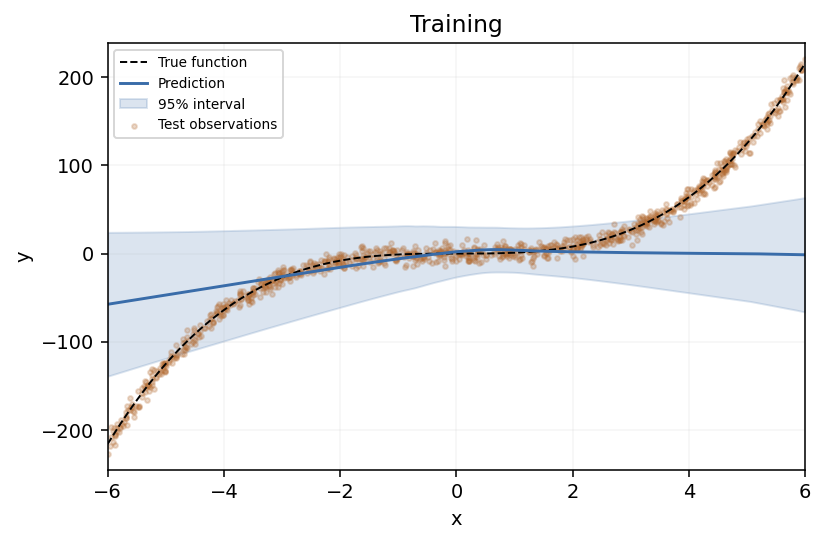 Training
True function
Prediction
95% interval
Test observations
200
100
0
−100
−200
y
−6 −4 −2 0 2 4 6
x